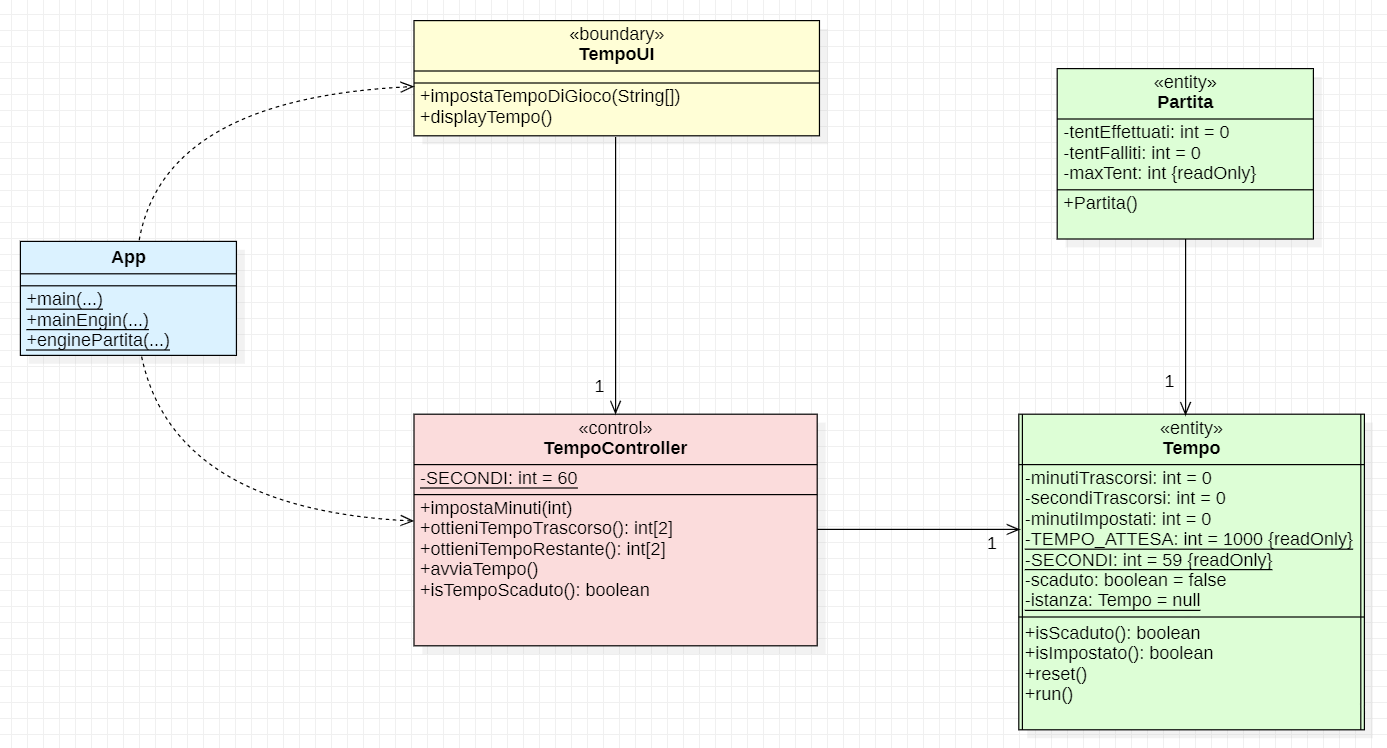 «boundary»
TempoUI
+impostaTempoDiGioco(String[])
+displayTempo()
«entity»
Partita
-tentEffettuati: int = 0
-tentFalliti: int = 0
-maxTent: int {readOnly}
+Partita()
App
+main(...)
+mainEngin(...)
+enginePartita(...)
1
1
«control»
TempoController
-SECONDI: int = 60
+impostaMinuti(int)
+ottieniTempoTrascorso(): int[2]
+ottieniTempoRestante(): int[2]
+avviaTempo()
+isTempoScaduto(): boolean
1
«entity»
Tempo
-minutiTrascorsi: int = 0
-secondiTrascorsi: int = 0
-minutiImpostati: int = 0
-TEMPO_ATTESA: int = 1000 {readOnly}
-SECONDI: int = 59 {readOnly}
-scaduto: boolean = false
-istanza: Tempo = null
+isScaduto(): boolean
+isImpostato(): boolean
+reset()
+run()